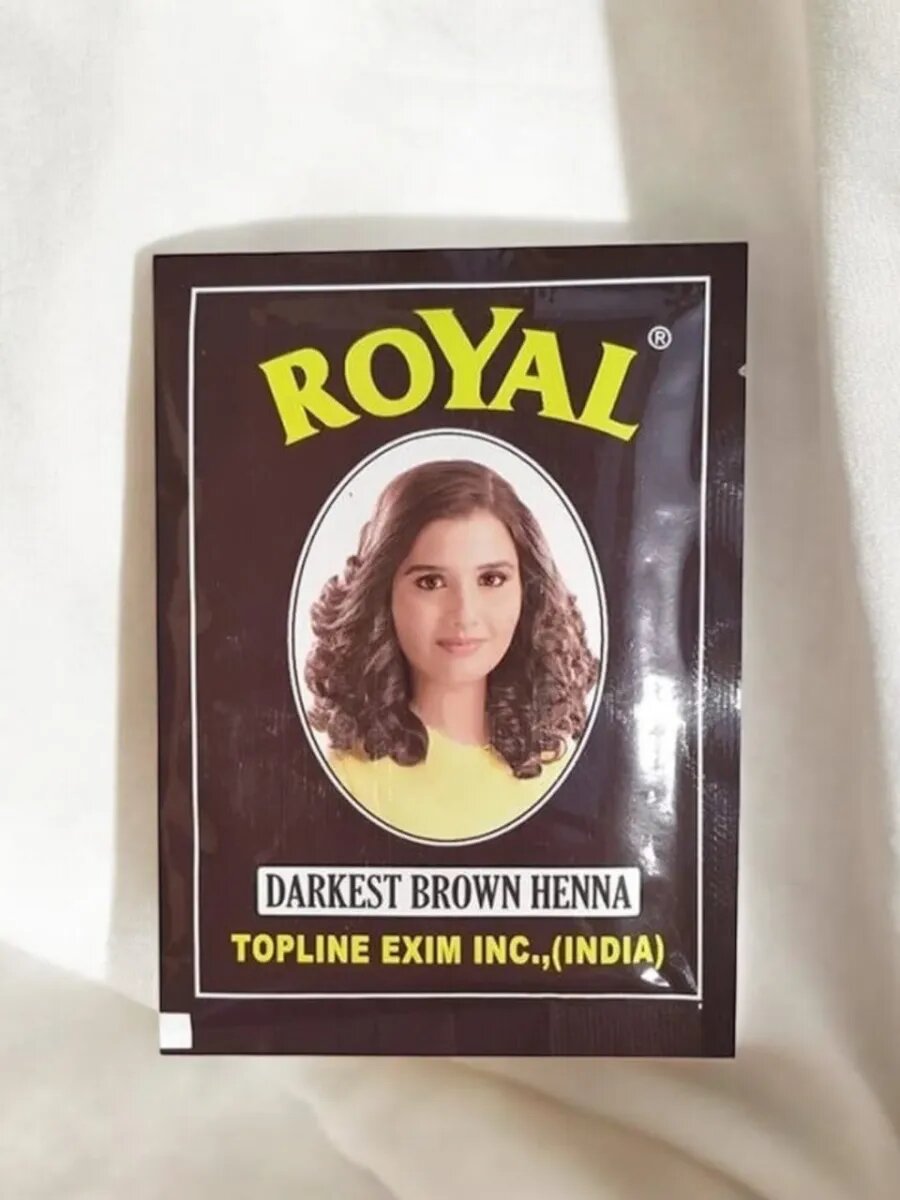 ROYAL®
DARKEST BROWN HENNA
TOPLINE EXIM INC.,(INDIA)